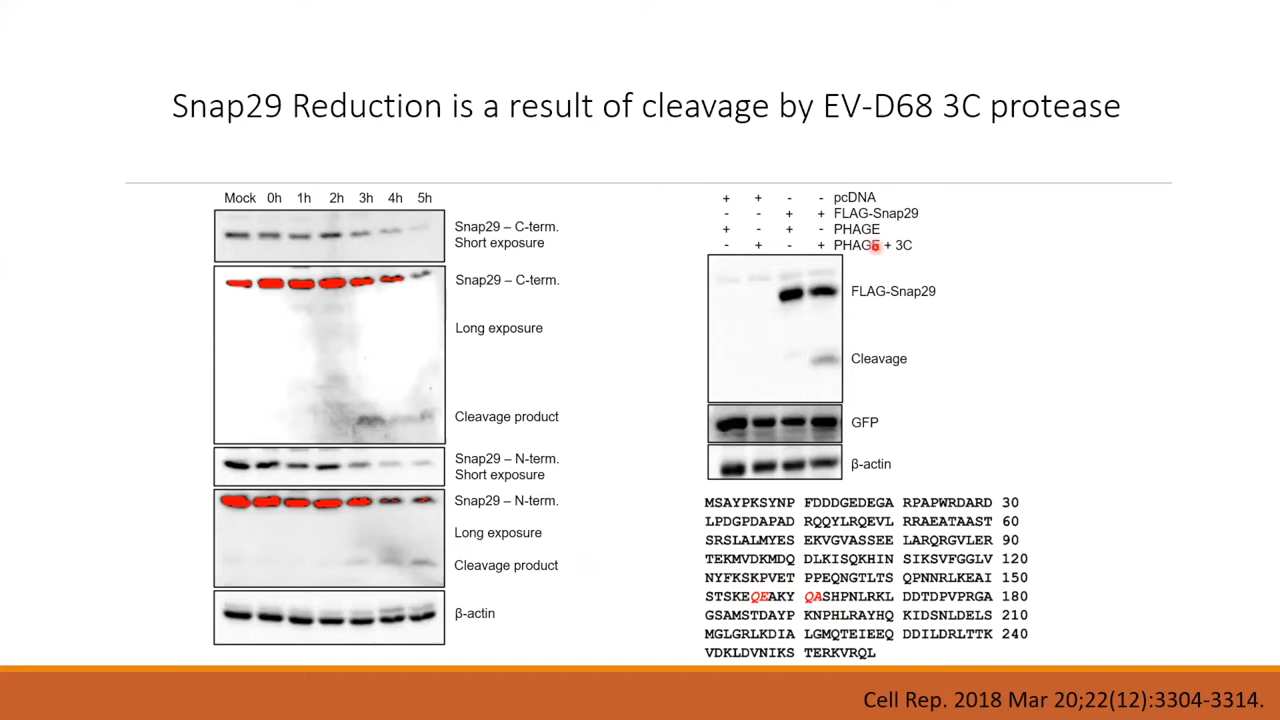 Snap29 Reduction is a result of cleavage by EV-D68 3C protease
Mock 0h 1h 2h 3h 4h 5h
Snap29 – C-term.
Short exposure
Snap29 – C-term.
Long exposure
Cleavage product
Snap29 – N-term.
Short exposure
Snap29 – N-term.
Long exposure
Cleavage product
β-actin
+ + - - pcDNA
- - + + FLAG-Snap29
+ - + - PHAGE
- + - + PHAGE + 3C
FLAG-Snap29
Cleavage
GFP
β-actin
MSAYPKSYNP FDDDGEDEGA RPAPWRDARD 30
LPDGPDAPAD RQQYLRQEVL RRAEATAAST 60
SRSLALMYES EKVGVASSEE LARQRGVLER 90
TEKMVDKMDQ DLKISQKHIN SIKSVFGGLV 120
NYFKSKPVET PPEQNGTLTS QPNNRLKEAI 150
STSKEQEAKY QASHPNLRKL DDTDPVPRGA 180
GSAMSTDAYP KNPHLRAYHQ KIDSNLDELS 210
MGLGRLKDIA LGMQTEIEEQ DDILDRLTTK 240
VDKLDVNIKS TERKVRQL
Cell Rep. 2018 Mar 20;22(12):3304-3314.